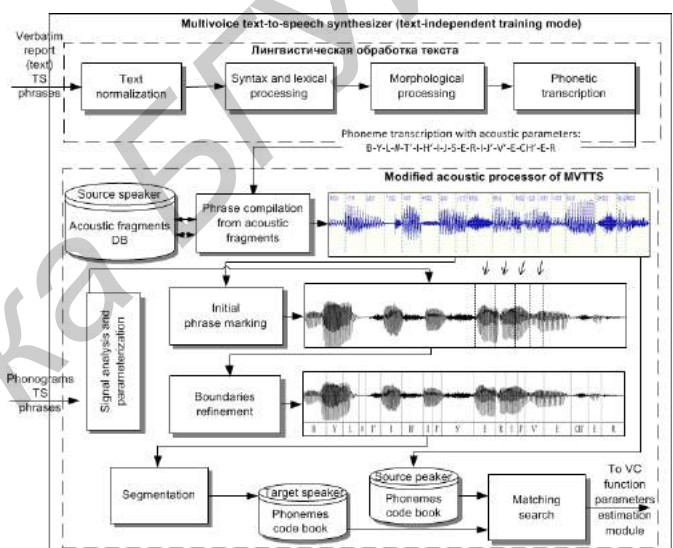 Multivoice text-to-speech synthesizer (text-independent training mode)
Verbatim
report
(text)
TS
phrases
Лингвистическая обработка текста
Text
normalization
Syntax and lexical
processing
Morphological
processing
Phonetic
transcription
Phoneme transcription with acoustic parameters:
B-Y-L-#-T'-I-H'-I-J-S-E-R-I-J'-V'-E-CH'-E-R
Modified acoustic processor of MVTTS
Source speaker
Acoustic fragments
DB
Phrase compilation
from acoustic
fragments
Signal analysis and
parameterization
Initial
phrase marking
Phonograms
TS
phrases
Boundaries
refinement
Segmentation
Target speaker
Phonemes
code book
Source peaker
Phonemes
code book
Matching
search
To VC
function
parameters
estimation
module
ка БГУ